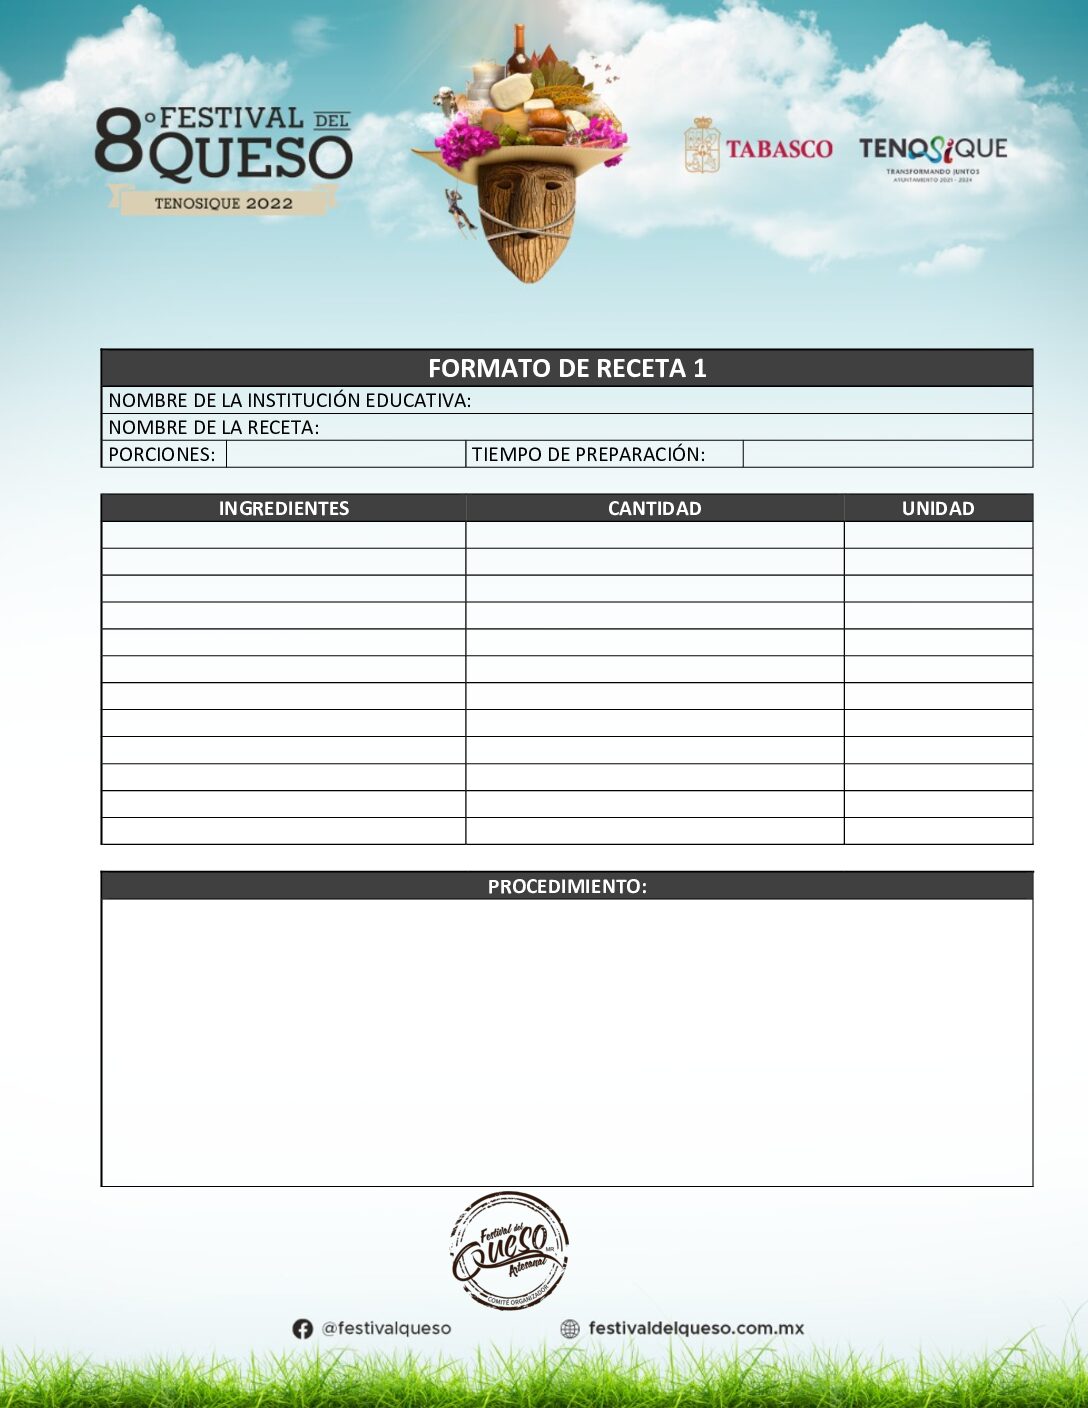 8° FESTIVAL DEL
QUESO
TENOSIQUE 2022
TABASCO
TENOSIQUE
TRANSFORMANDO JUNTOS
AYUNTAMIENTO 2021 - 2024
FORMATO DE RECETA 1
NOMBRE DE LA INSTITUCIÓN EDUCATIVA:
NOMBRE DE LA RECETA:
PORCIONES: TIEMPO DE PREPARACIÓN:
INGREDIENTES CANTIDAD UNIDAD
PROCEDIMIENTO:
Festival del
Queso MR
Artesanal
COMITÉ ORGANIZADOR
@festivalqueso festivaldelqueso.com.mx